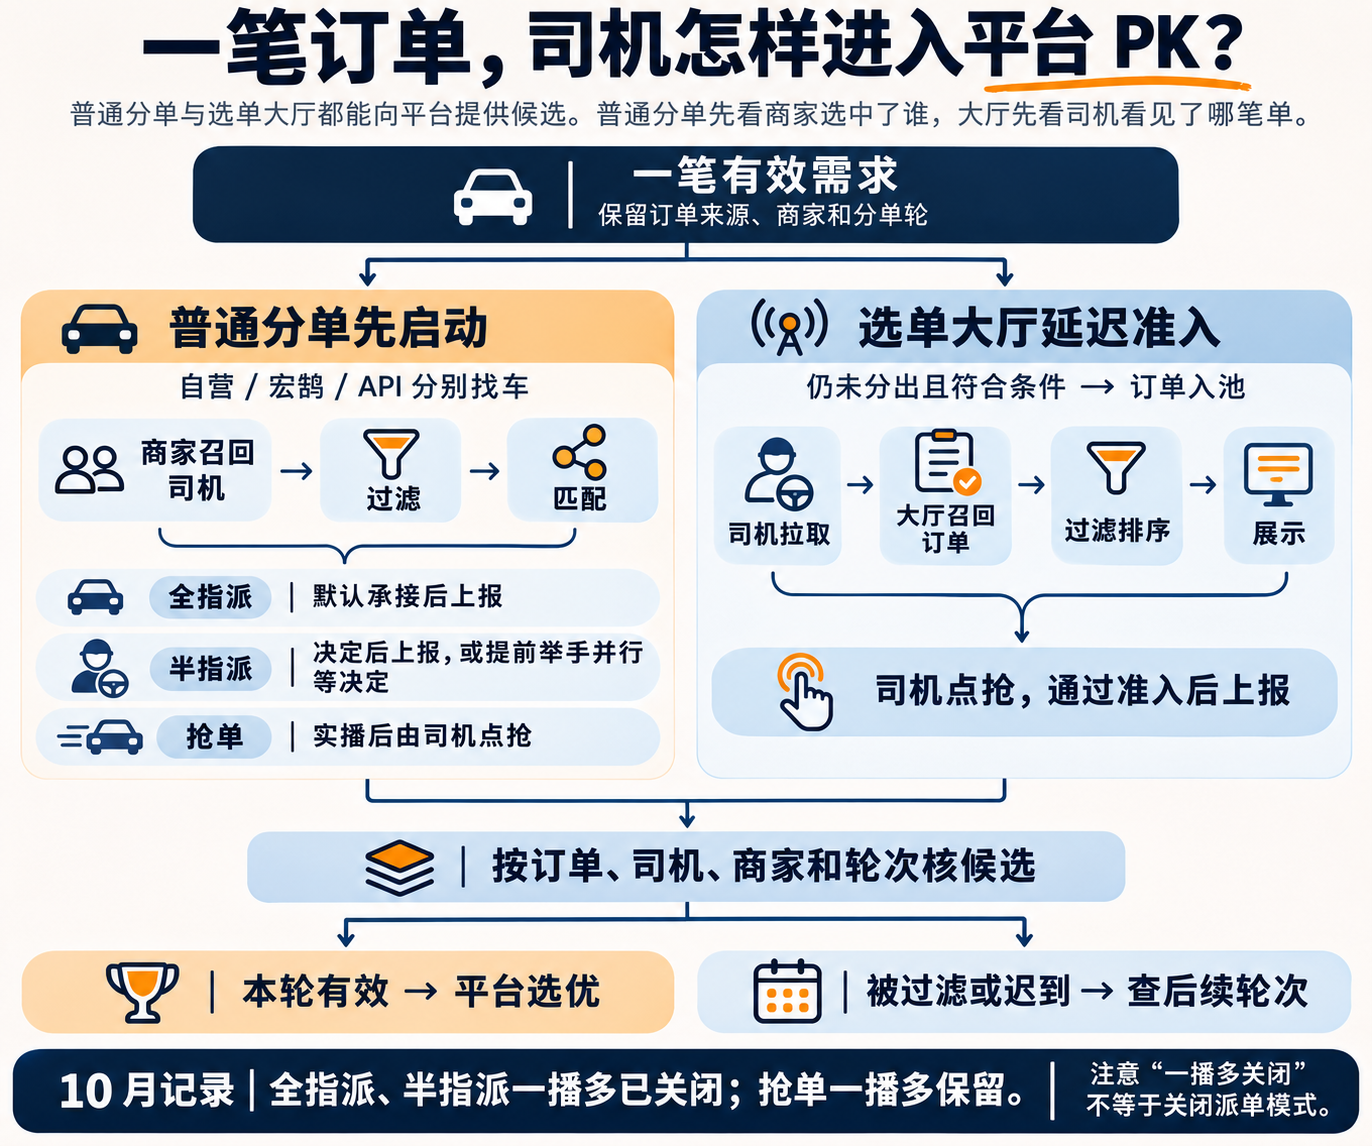 一笔订单，司机怎样进入平台 PK？
普通分单与选单大厅都能向平台提供候选。普通分单先看商家选中了谁，大厅先看司机看见了哪笔单。
一笔有效需求
保留订单来源、商家和分单轮
普通分单先启动
自营 / 宏鹄 / API 分别找车
商家召回
司机
过滤
匹配
全指派
默认承接后上报
半指派
决定后上报，或提前举手并行
等决定
抢单
实播后由司机点抢
选单大厅延迟准入
仍未分出且符合条件 → 订单入池
司机拉取
大厅召回
订单
过滤排序
展示
司机点抢，通过准入后上报
按订单、司机、商家和轮次核候选
本轮有效 → 平台选优
被过滤或迟到 → 查后续轮次
10 月记录 | 全指派、半指派一播多已关闭；抢单一播多保留。
注意“一播多关闭”
不等于关闭派单模式。